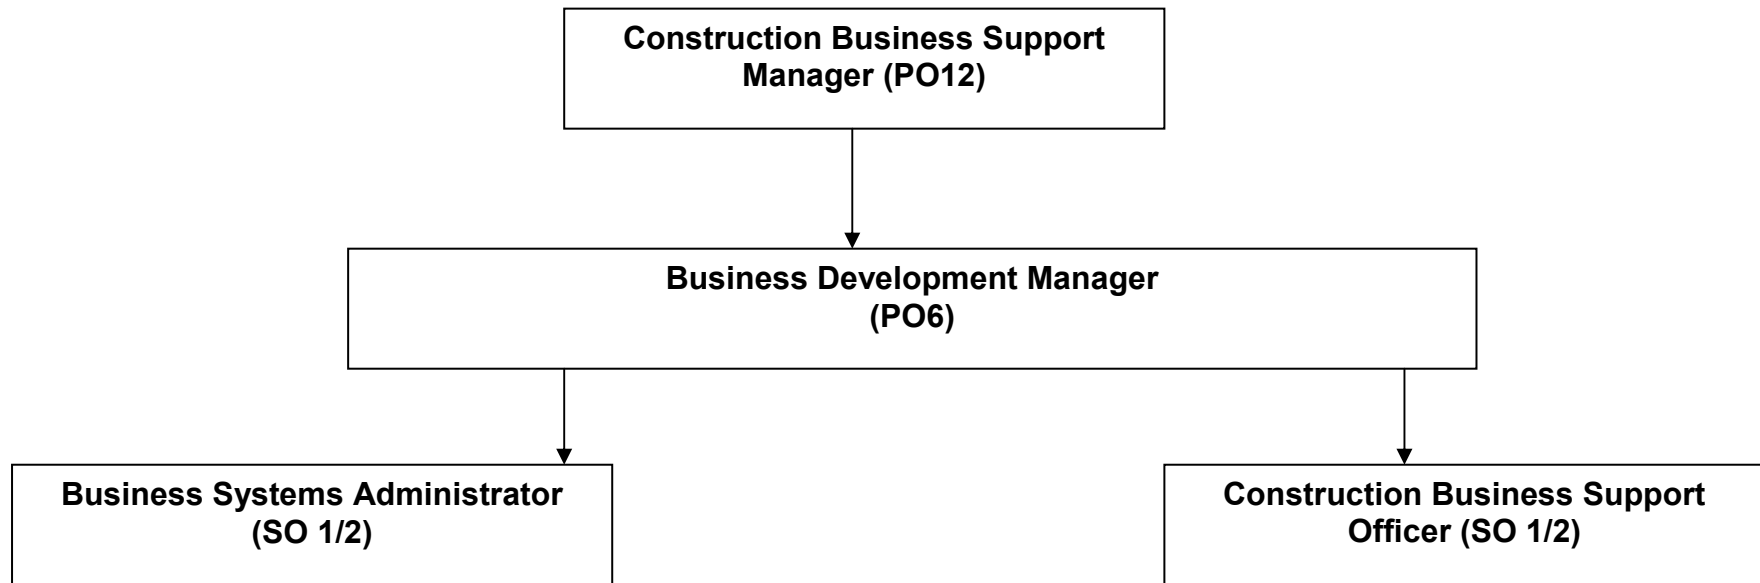 Construction Business Support
Manager (PO12)
Business Development Manager
(PO6)
Business Systems Administrator
(SO 1/2)
Construction Business Support
Officer (SO 1/2)